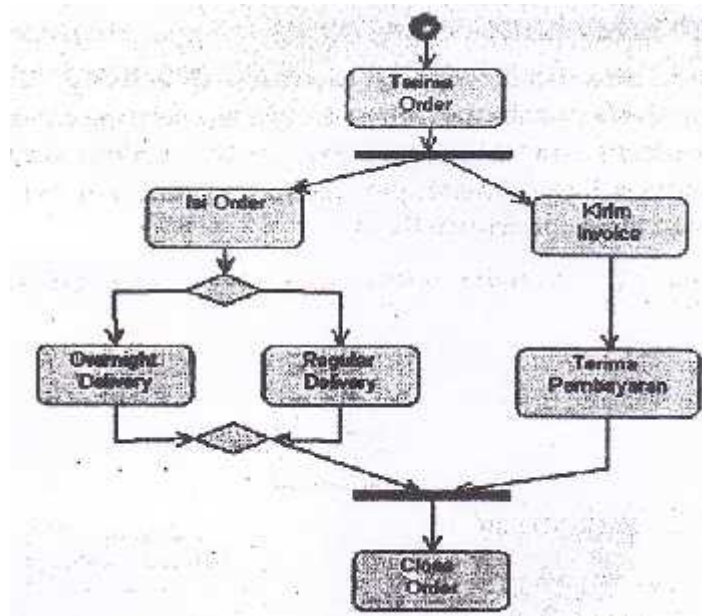 Terima
Order
Isi Order
Kirim
Invoice
Overnight
Delivery
Regular
Delivery
Terima
Pembayaran
Close
Order